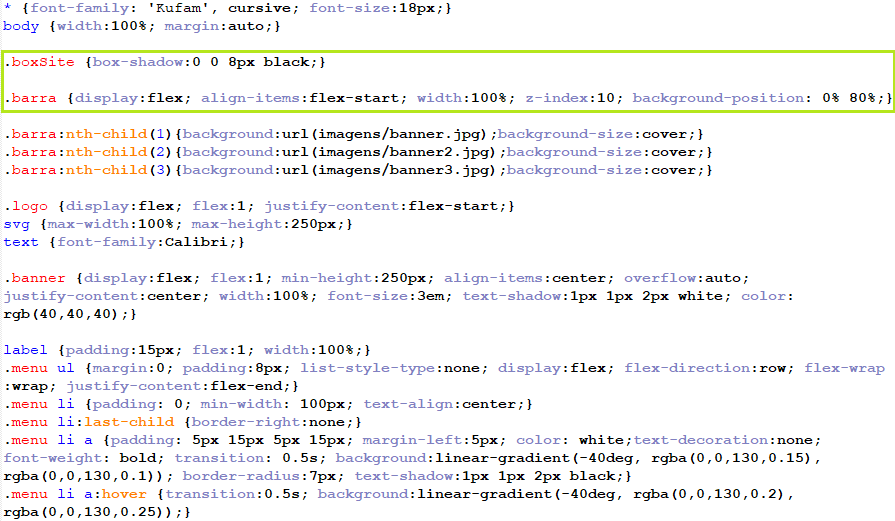 * {font-family: 'Kufam', cursive; font-size:18px;}
body {width:100%; margin:auto;}
.boxSite {box-shadow:0 0 8px black;}
.barra {display:flex; align-items:flex-start; width:100%; z-index:10; background-position: 0% 80%;}
.barra:nth-child(1){background:url(imagens/banner.jpg);background-size:cover;}
.barra:nth-child(2){background:url(imagens/banner2.jpg);background-size:cover;}
.barra:nth-child(3){background:url(imagens/banner3.jpg);background-size:cover;}
.logo {display:flex; flex:1; justify-content:flex-start;}
svg {max-width:100%; max-height:250px;}
text {font-family:Calibri;}
.banner {display:flex; flex:1; min-height:250px; align-items:center; overflow:auto;
justify-content:center; width:100%; font-size:3em; text-shadow:1px 1px 2px white; color:
rgb(40,40,40);}
label {padding:15px; flex:1; width:100%;}
.menu ul {margin:0; padding:8px; list-style-type:none; display:flex; flex-direction:row; flex-wrap
:wrap; justify-content:flex-end;}
.menu li {padding: 0; min-width: 100px; text-align:center;}
.menu li:last-child {border-right:none;}
.menu li a {padding: 5px 15px 5px 15px; margin-left:5px; color: white;text-decoration:none;
font-weight: bold; transition: 0.5s; background:linear-gradient(-40deg, rgba(0,0,130,0.15),
rgba(0,0,130,0.1)); border-radius:7px; text-shadow:1px 1px 2px black;}
.menu li a:hover {transition:0.5s; background:linear-gradient(-40deg, rgba(0,0,130,0.2),
rgba(0,0,130,0.25));}